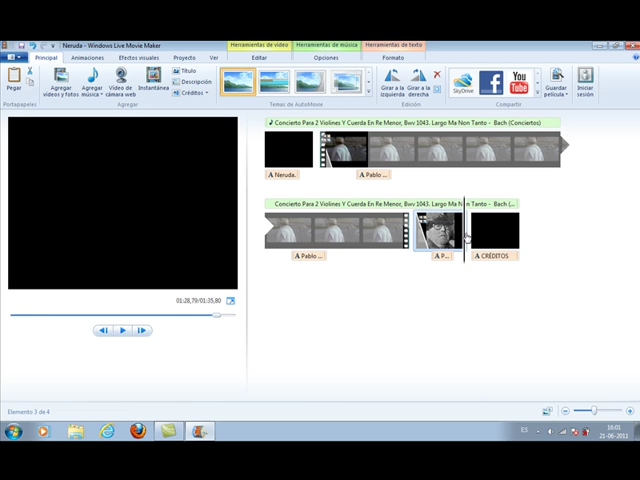 Neruda - Windows Live Movie Maker
Herramientas de vídeo
Herramientas de música
Herramientas de texto
Principal
Animaciones
Efectos visuales
Proyecto
Ver
Editar
Opciones
Formato
Pegar
Agregar vídeos y fotos
Agregar música
Vídeo de cámara web
Instantánea
Título
Descripción
Créditos
Girar a la izquierda
Girar a la derecha
SkyDrive
You Tube
Guardar película
Iniciar sesión
Portapapeles
Agregar
Temas de AutoMovie
Edición
Compartir
Concierto Para 2 Violines Y Cuerda En Re Menor, Bwv 1043. Largo Ma Non Tanto - Bach (Conciertos)
A Neruda.
A Pablo ...
Concierto Para 2 Violines Y Cuerda En Re Menor, Bwv 1043. Largo Ma Non Tanto - Bach (...
A Pablo ...
A P...
A CRÉDITOS
01:28,79/01:35,80
Elemento 3 de 4
ES
16:01
21-06-2011